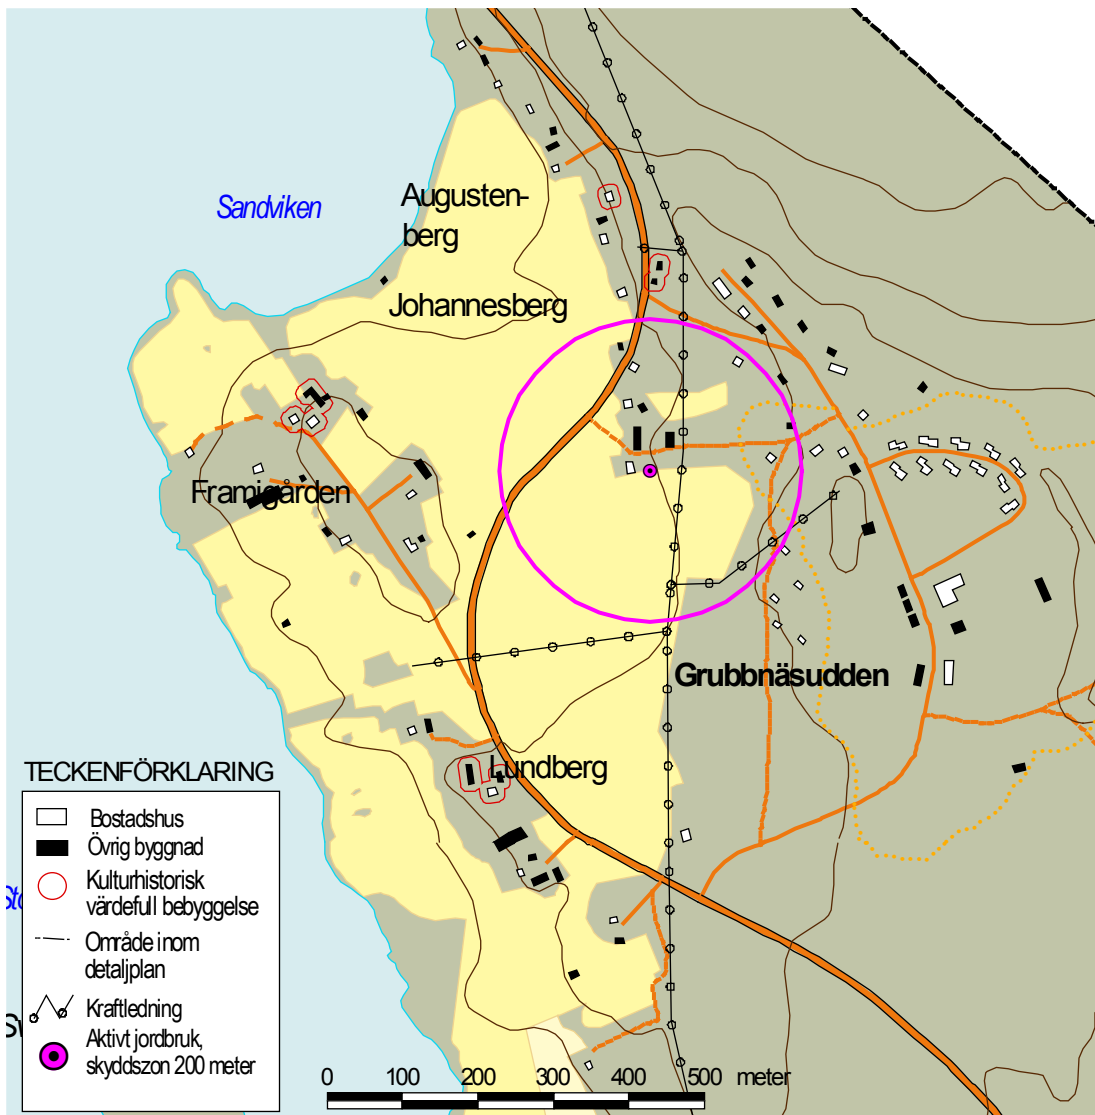 Sandviken
Augusten-
berg
Johannesberg
Framigården
Grubbnäsudden
Lundberg
TECKENFÖRKLARING
Bostadshus
Övrig byggnad
Kulturhistorisk
värdefull bebyggelse
Område inom
detaljplan
Kraftledning
Aktivt jordbruk,
skyddszon 200 meter
0 100 200 300 400 500 meter